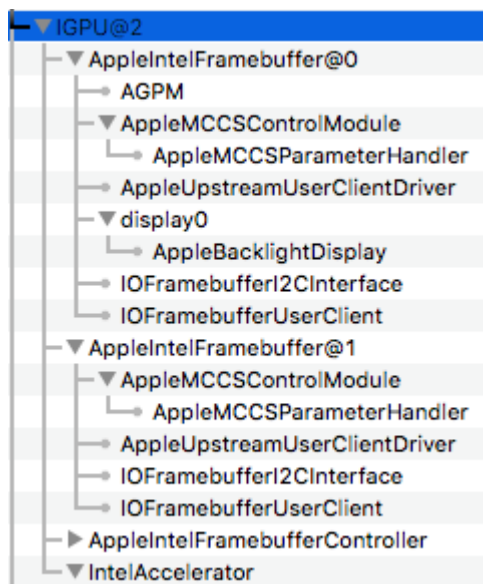 IGPU@2
AppleIntelFramebuffer@0
AGPM
AppleMCCSControlModule
AppleMCCSParameterHandler
AppleUpstreamUserClientDriver
display0
AppleBacklightDisplay
IOFramebufferI2CInterface
IOFramebufferUserClient
AppleIntelFramebuffer@1
AppleMCCSControlModule
AppleMCCSParameterHandler
AppleUpstreamUserClientDriver
IOFramebufferI2CInterface
IOFramebufferUserClient
AppleIntelFramebufferController
IntelAccelerator